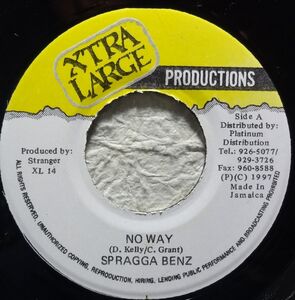 XTRA
LARGE
PRODUCTIONS
Produced by:
Stranger
XL 14
Side A
Distributed by:
Platinum
Distribution
Tel.: 926-5077/
929-3726
Fax: 960-8588
(P)(C) 1997
Made In
Jamaica
NO WAY
(D. Kelly/C. Grant)
SPRAGGA BENZ
ALL RIGHTS RESERVED. UNAUTHORIZED COPYING, REPRODUCTION, HIRING, LENDING PUBLIC PERFORMANCE AND BROADCASTING PROHIBITED